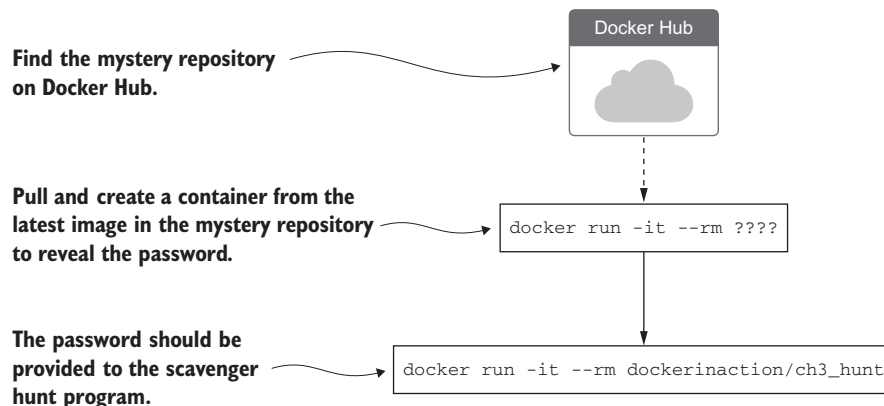 Docker Hub
Find the mystery repository
on Docker Hub.
Pull and create a container from the
latest image in the mystery repository
to reveal the password.
docker run -it --rm ????
The password should be
provided to the scavenger
hunt program.
docker run -it --rm dockerinaction/ch3_hunt